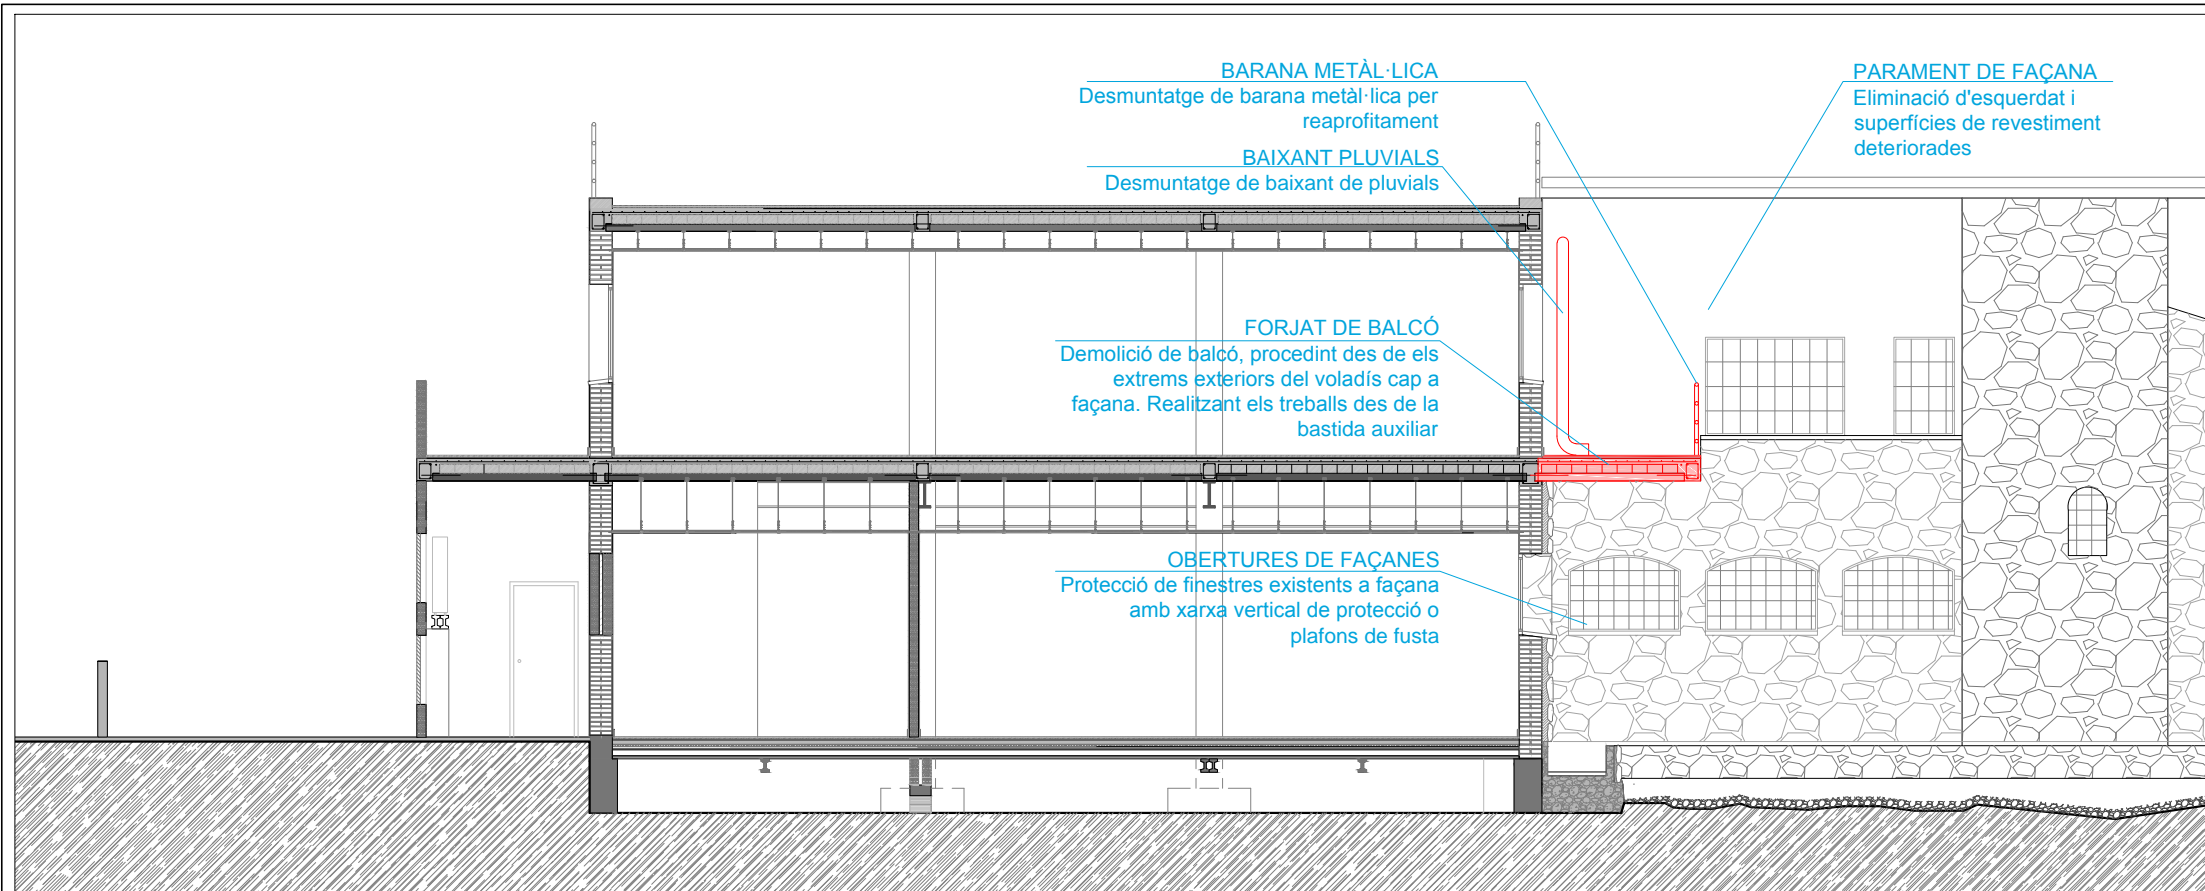 BARANA METÀL·LICA
Desmuntatge de barana metàl·lica per
reaprofitament
BAIXANT PLUVIALS
Desmuntatge de baixant de pluvials
PARAMENT DE FAÇANA
Eliminació d'esquerdat i
superfícies de revestiment
deteriorades
FORJAT DE BALCÓ
Demolició de balcó, procedint des de els
extrems exteriors del voladís cap a
façana. Realitzant els treballs des de la
bastida auxiliar
OBERTURES DE FAÇANES
Protecció de finestres existents a façana
amb xarxa vertical de protecció o
plafons de fusta